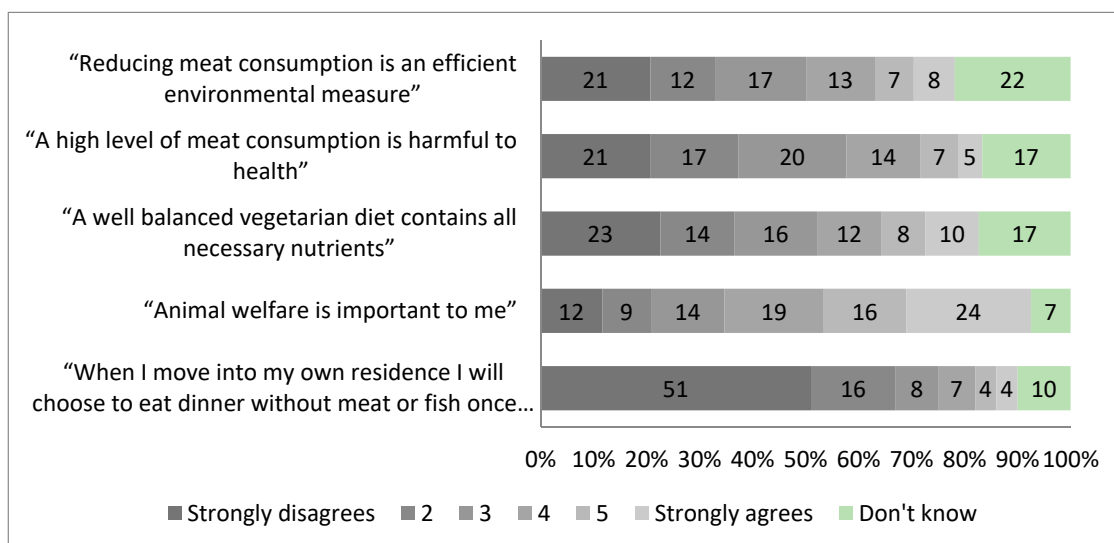 “Reducing meat consumption is an efficient
environmental measure”
21 12 17 13 7 8 22
“A high level of meat consumption is harmful to
health”
21 17 20 14 7 5 17
“A well balanced vegetarian diet contains all
necessary nutrients”
23 14 16 12 8 10 17
“Animal welfare is important to me”
12 9 14 19 16 24 7
“When I move into my own residence I will
choose to eat dinner without meat or fish once...
51 16 8 7 4 4 10
0% 10% 20% 30% 40% 50% 60% 70% 80% 90% 100%
Strongly disagrees 2 3 4 5 Strongly agrees Don't know